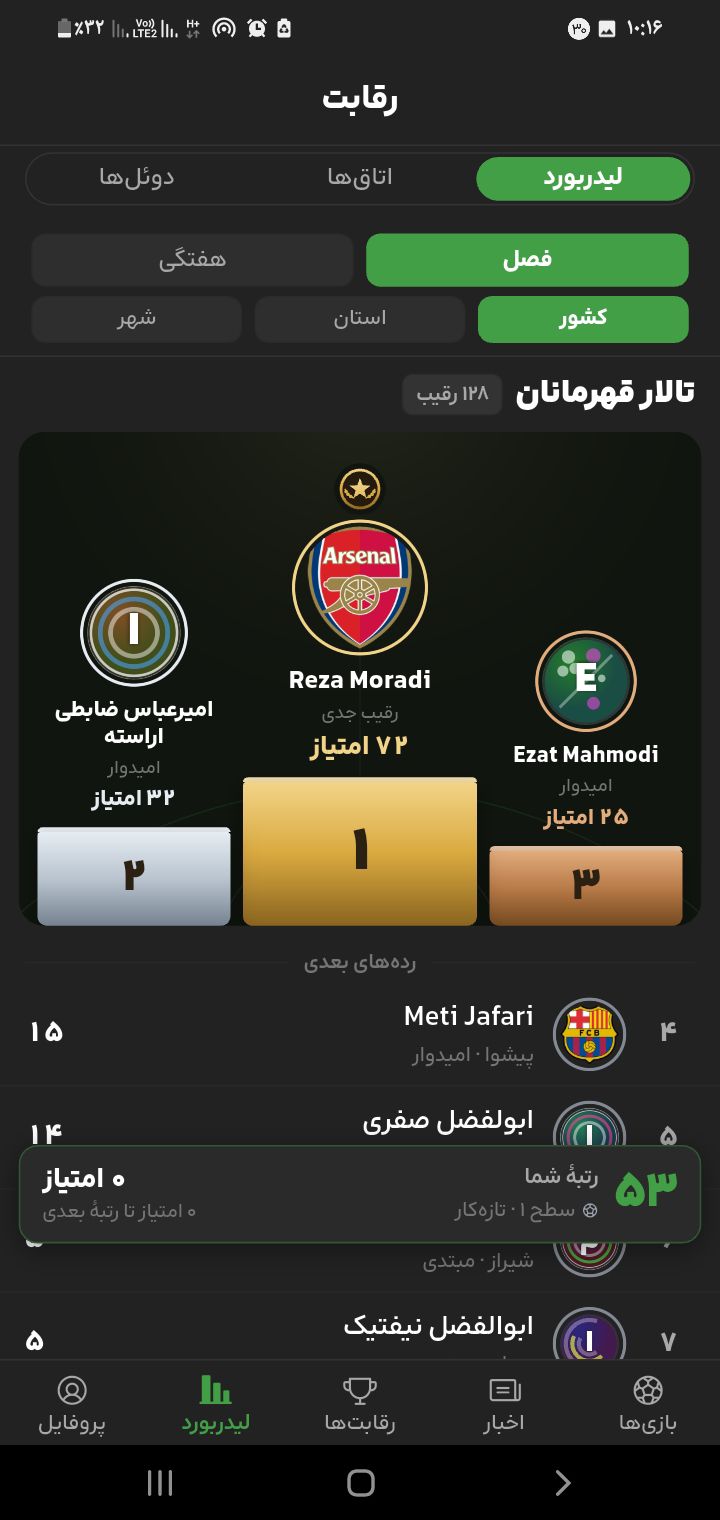 ۱۰:۱۶
۳۰
H+
Vo)) LTE2
٪۳۲
رقابت
لیدربورد
اتاق‌ها
دوئل‌ها
فصل
هفتگی
کشور
استان
شهر
تالار قهرمانان
۱۲۸ رقیب
Arsenal
Reza Moradi
رقیب جدی
۷۲ امتیاز
۱
ا
امیرعباس ضابطی
اراسته
امیدوار
۳۲ امتیاز
۲
E
Ezat Mahmodi
امیدوار
۲۵ امتیاز
۳
رده‌های بعدی
۴
FCB
Meti Jafari
پیشوا · امیدوار
۱۵
۵
ا
ابولفضل صفری
۱۴
۵۳
رتبهٔ شما
سطح ۱ · تازه‌کار
۰ امتیاز
۰ امتیاز تا رتبهٔ بعدی
شیراز · مبتدی
۷
ا
ابوالفضل نیفتیک
۵
بازی‌ها
اخبار
رقابت‌ها
لیدربورد
پروفایل